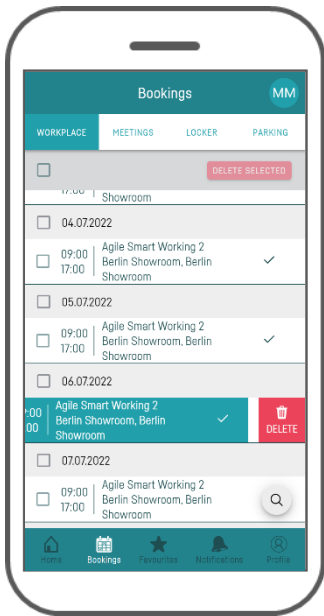 Bookings
MM
WORKPLACE MEETINGS LOCKER PARKING
DELETE SELECTED
17:00 Showroom
04.07.2022
09:00 Agile Smart Working 2
17:00 Berlin Showroom, Berlin
Showroom
05.07.2022
09:00 Agile Smart Working 2
17:00 Berlin Showroom, Berlin
Showroom
06.07.2022
:00 Agile Smart Working 2
:00 Berlin Showroom, Berlin
Showroom
DELETE
07.07.2022
09:00 Agile Smart Working 2
17:00 Berlin Showroom, Berlin
Showroom
Home Bookings Favourites Notifications Profile